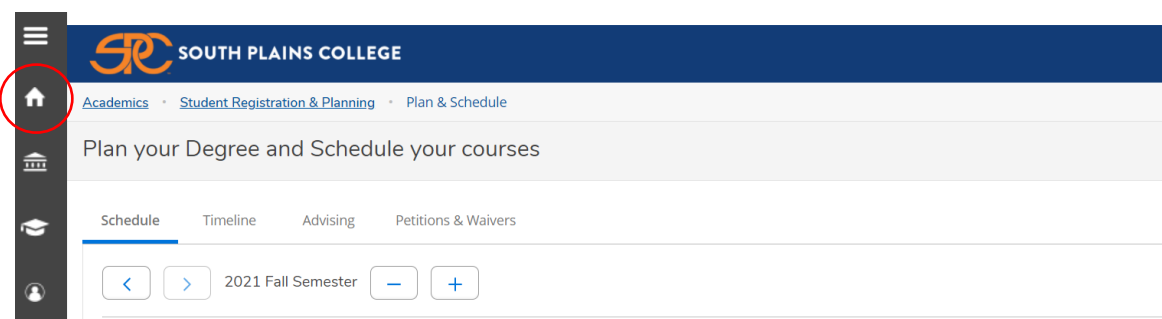 SPC SOUTH PLAINS COLLEGE
Academics · Student Registration & Planning · Plan & Schedule
Plan your Degree and Schedule your courses
Schedule Timeline Advising Petitions & Waivers
< > 2021 Fall Semester − +